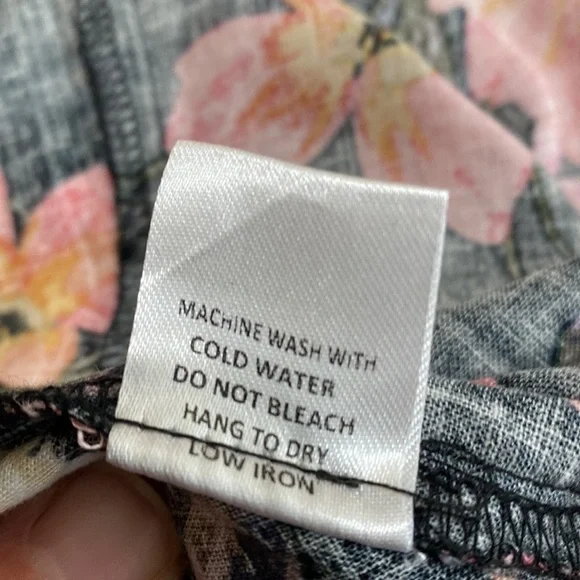 MACHINE WASH WITH
COLD WATER
DO NOT BLEACH
HANG TO DRY
LOW IRON